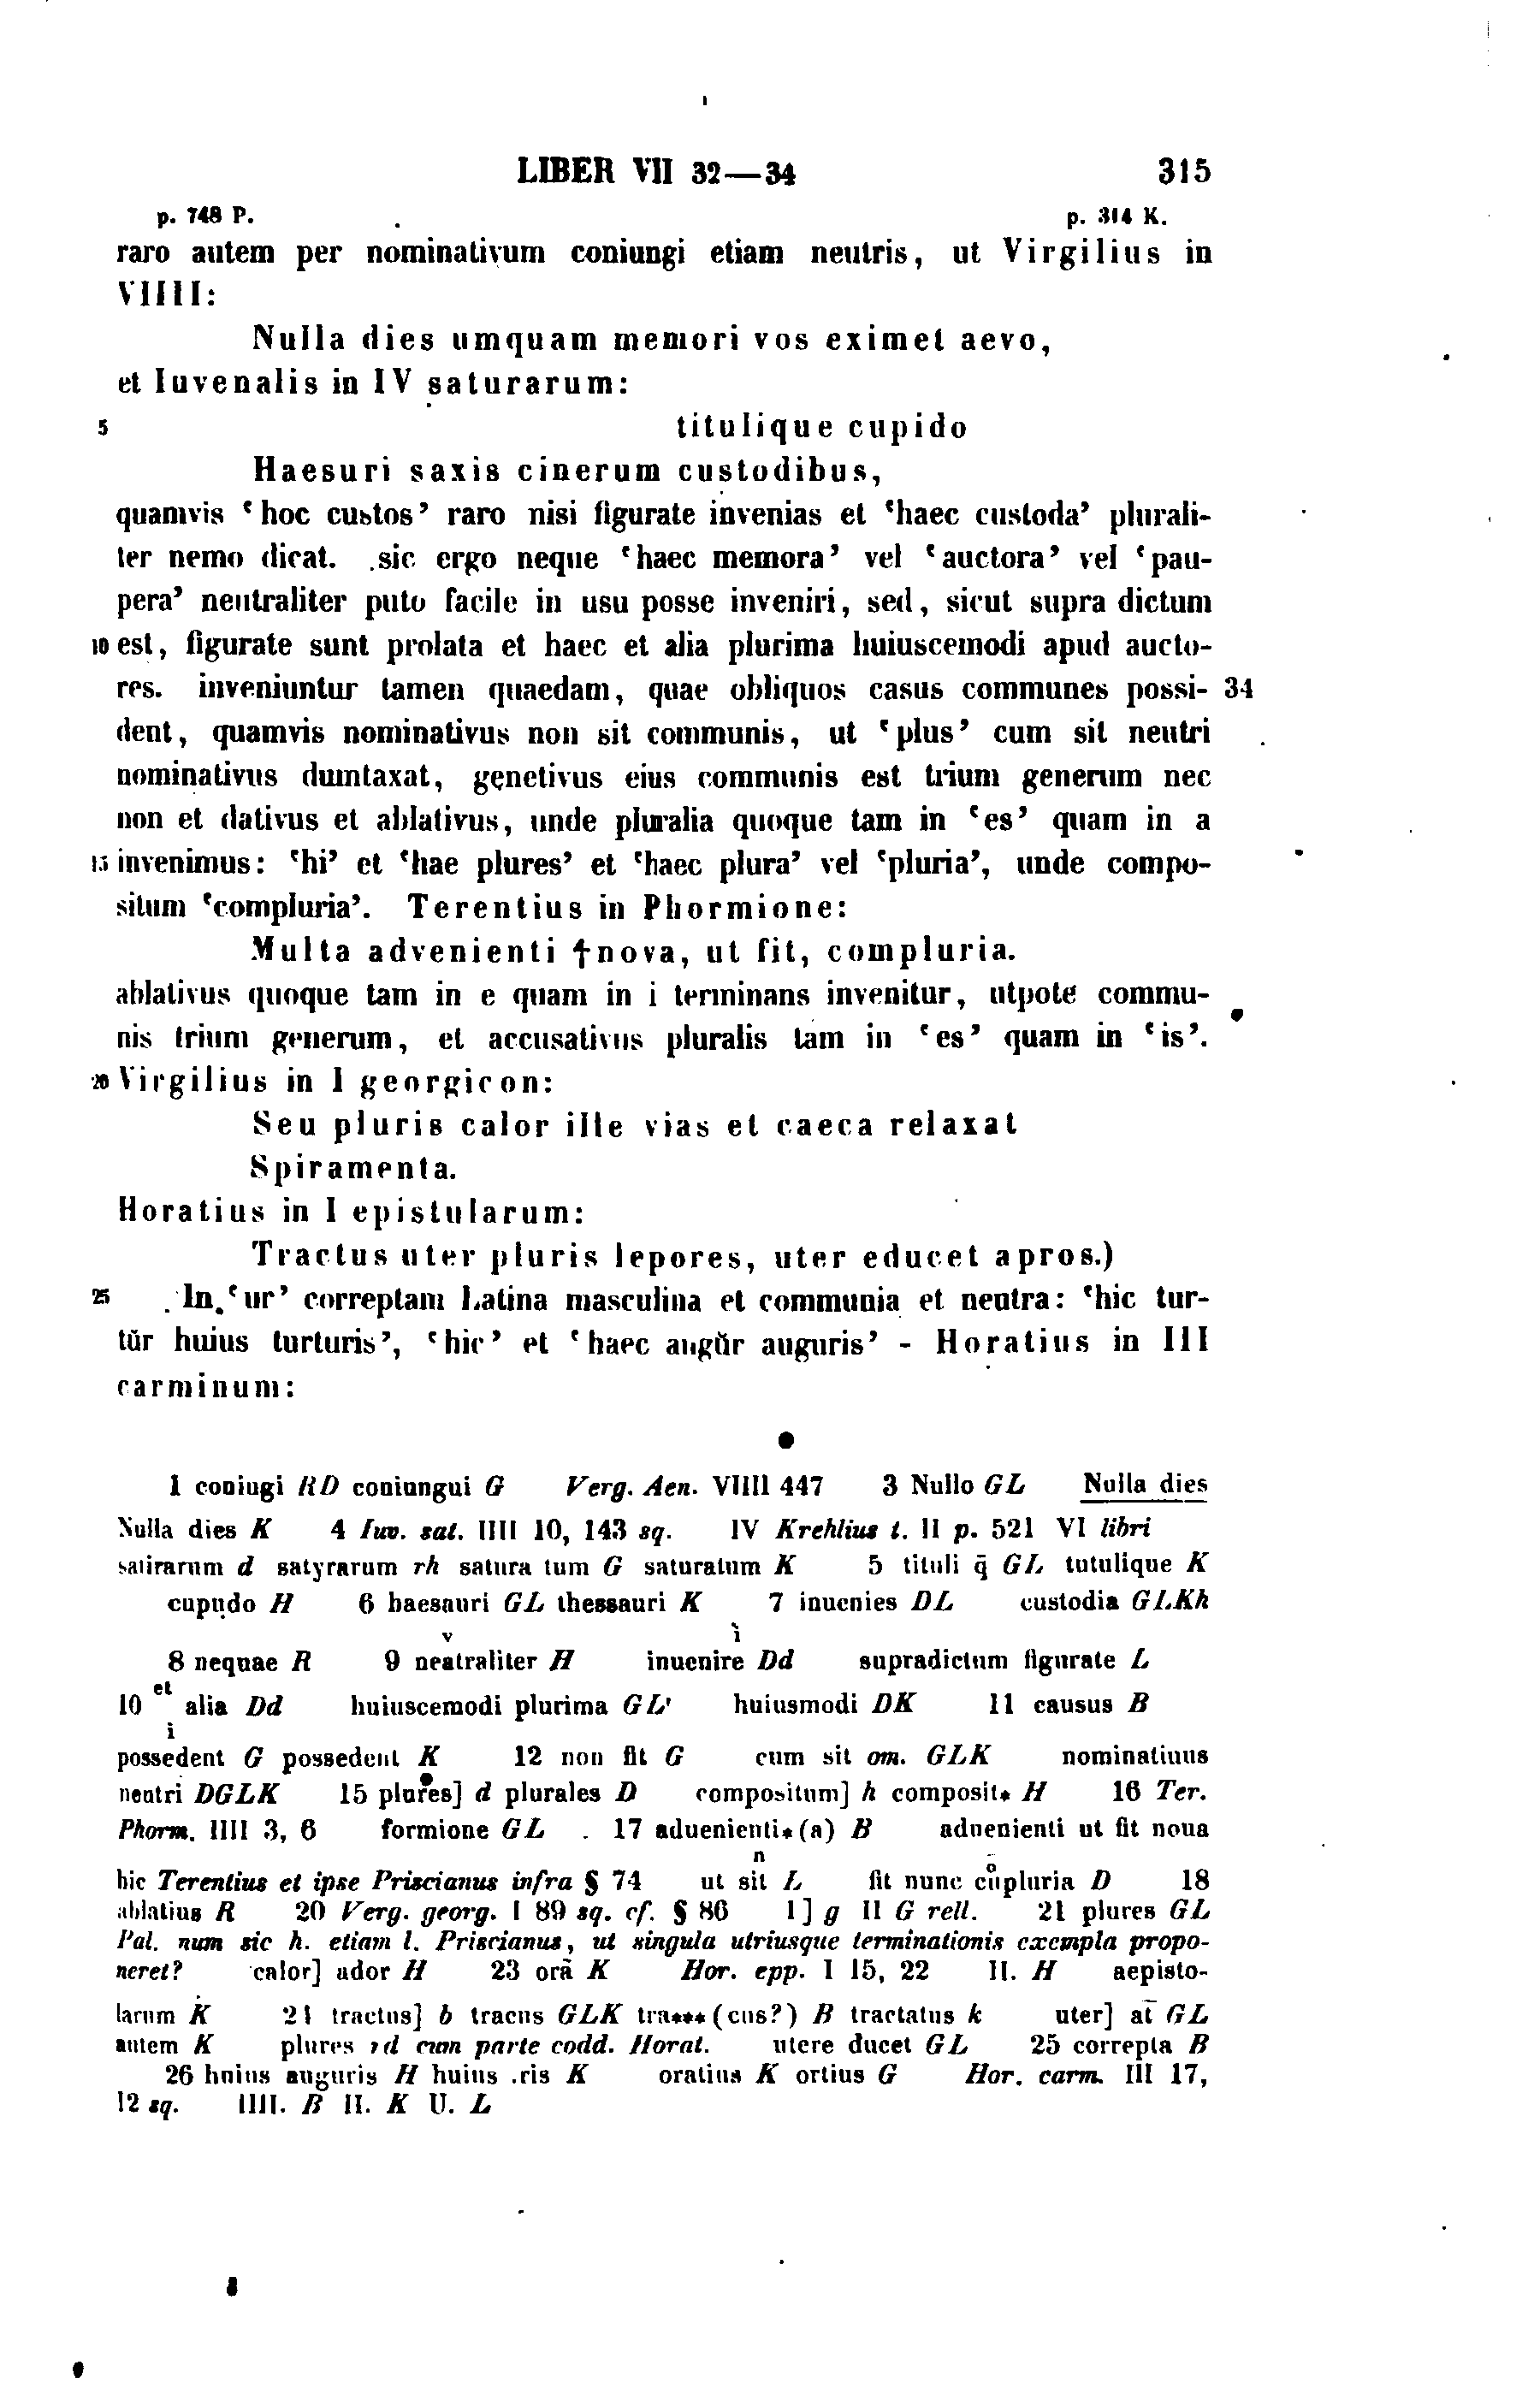 LIBER VII 32—34 315
p. 748 P. p. 314 K.
raro autem per nominativum coniungi etiam neutris, ut Virgilius in
VIIII:
Nulla dies umquam memori vos eximet aevo,
et Iuvenalis in IV saturarum:
5 titulique cupido
Haesuri saxis cinerum custodibus,
quamvis ‘hoc custos’ raro nisi figurate invenias et ‘haec custoda’ plurali-
ter nemo dicat. sic ergo neque ‘haec memora’ vel ‘auctora’ vel ‘pau-
pera’ neutraliter puto facile in usu posse inveniri, sed, sicut supra dictum
10 est, figurate sunt prolata et haec et alia plurima huiuscemodi apud aucto-
res. inveniuntur tamen quaedam, quae obliquos casus communes possi- 34
dent, quamvis nominativus non sit communis, ut ‘plus’ cum sit neutri
nominativus dumtaxat, genetivus eius communis est trium generum nec
non et dativus et ablativus, unde pluralia quoque tam in ‘es’ quam in a
15 invenimus: ‘hi’ et ‘hae plures’ et ‘haec plura’ vel ‘pluria’, unde compo-
situm ‘compluria’. Terentius in Phormione:
Multa advenienti †nova, ut fit, compluria.
ablativus quoque tam in e quam in i terminans invenitur, utpote commu-
nis trium generum, et accusativus pluralis tam in ‘es’ quam in ‘is’.
20 Virgilius in I georgicon:
Seu pluris calor ille vias et caeca relaxat
Spiramenta.
Horatius in I epistularum:
Tractus uter pluris lepores, uter educet apros.)
25 In ‘ur’ correptam Latina masculina et communia et neutra: ‘hic tur-
tŭr huius turturis’, ‘hic’ et ‘haec augŭr auguris’ - Horatius in III
carminum:
1 coniugi RD coniungui G Verg. Aen. VIIII 447 3 Nullo GL Nulla dies
Nulla dies K 4 Iuv. sat. IIII 10, 143 sq. IV Krehlius t. II p. 521 VI libri
satirarum d satyrarum rh satura tum G saturatum K 5 tituli q̄ GL tutulique K
cupudo H 6 haesauri GL thessauri K 7 inuenies DL custodia GLKh
v i
8 nequae R 9 neatraliter H inuenire Dd supradictum figurate L
et
10 alia Dd huiuscemodi plurima GL huiusmodi DK 11 causus B
i
possedent G possedent K 12 non fit G cum sit om. GLK nominatiuus
neutri DGLK 15 plures] d plurales D compositum] h composit* H 16 Ter.
Phorm. IIII 3, 6 formione GL 17 aduenienti*(a) B aduenienti ut fit noua
n o
hic Terentius et ipse Priscianus infra § 74 ut sit L fit nunc cūpluria D 18
ablatius R 20 Verg. georg. I 89 sq. cf. § 86 I] g II G rell. 21 plures GL
Pal. num sic h. etiam l. Priscianus, ut singula utriusque terminationis exempla propo-
neret? calor] ador H 23 orā K Hor. epp. I 15, 22 II. H aepisto-
larum K 24 tractus] b tracus GLK tra***(cus?) B tractatus k uter] at̄ GL
autem K plures rd cum parte codd. Horat. utere ducet GL 25 correpta B
26 huius auguris H huius .ris K oratius K ortius G Hor. carm. III 17,
12 sq. IIII. B II. K U. L